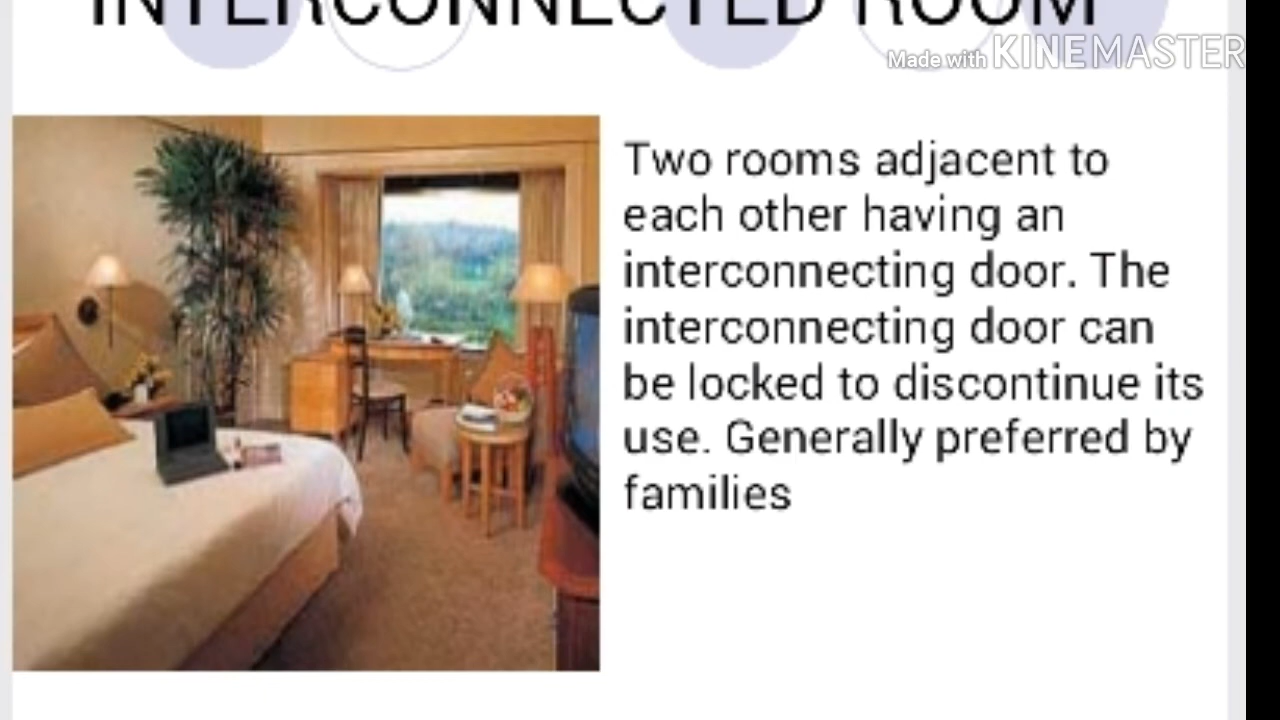 INTERCONNECTED ROOM
Made with KINEMASTER
Two rooms adjacent to
each other having an
interconnecting door. The
interconnecting door can
be locked to discontinue its
use. Generally preferred by
families